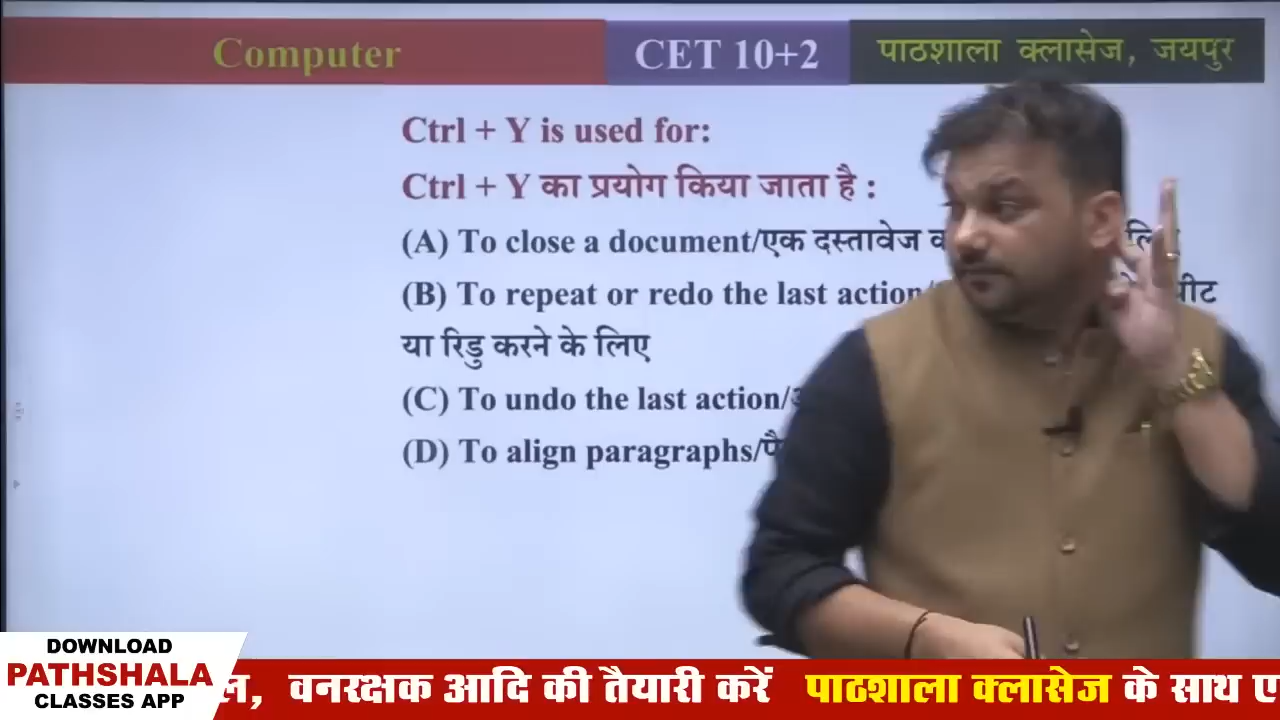 Computer
CET 10+2
पाठशाला क्लासेज, जयपुर
Ctrl + Y is used for:
Ctrl + Y का प्रयोग किया जाता है :
(A) To close a document/एक दस्तावेज
(B) To repeat or redo the last action/
या रिडु करने के लिए
(C) To undo the last action/
(D) To align paragraphs/
DOWNLOAD
PATHSHALA
CLASSES APP
वनरक्षक आदि की तैयारी करें पाठशाला क्लासेज के साथ